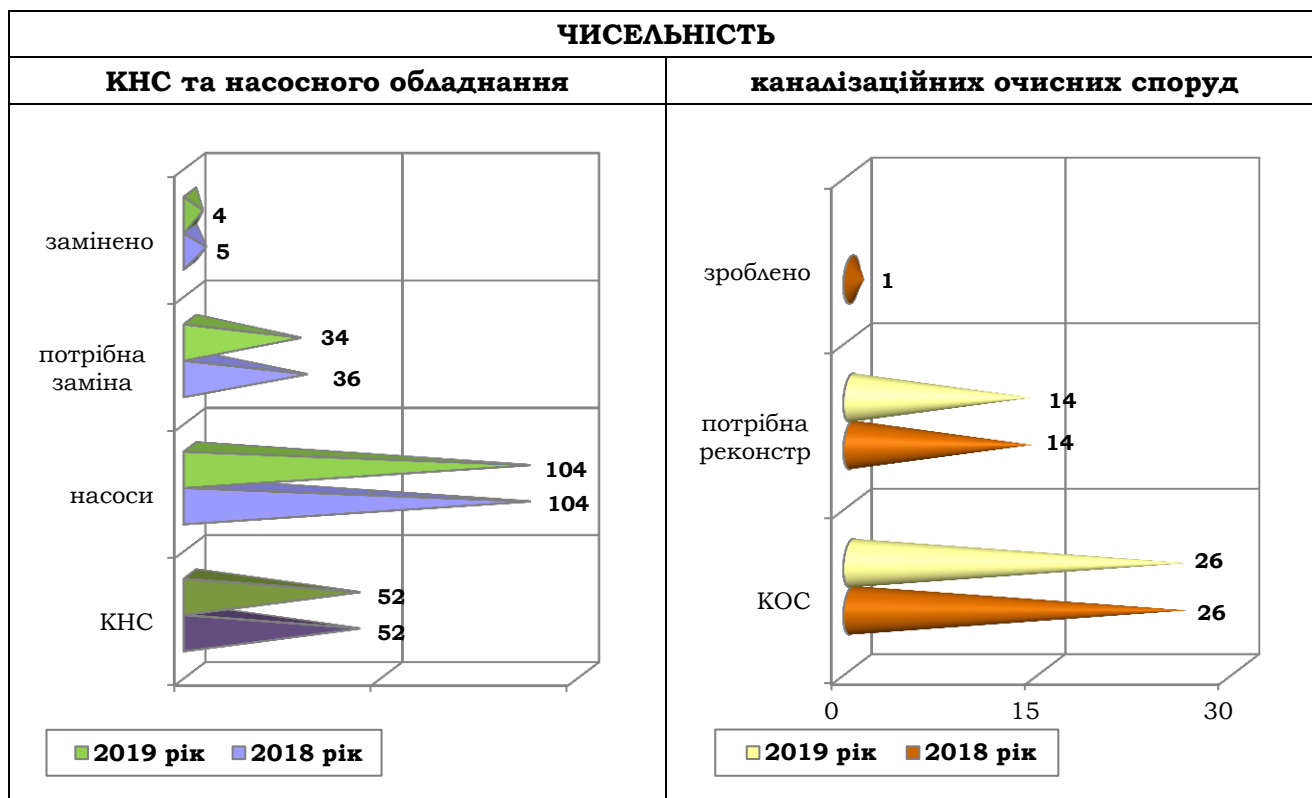 ЧИСЕЛЬНІСТЬ
КНС та насосного обладнання
каналізаційних очисних споруд
замінено
4
5
потрібна
заміна
34
36
насоси
104
104
КНС
52
52
2019 рік
2018 рік
зроблено
1
потрібна
реконстр
14
14
КОС
26
26
0
15
30
2019 рік
2018 рік